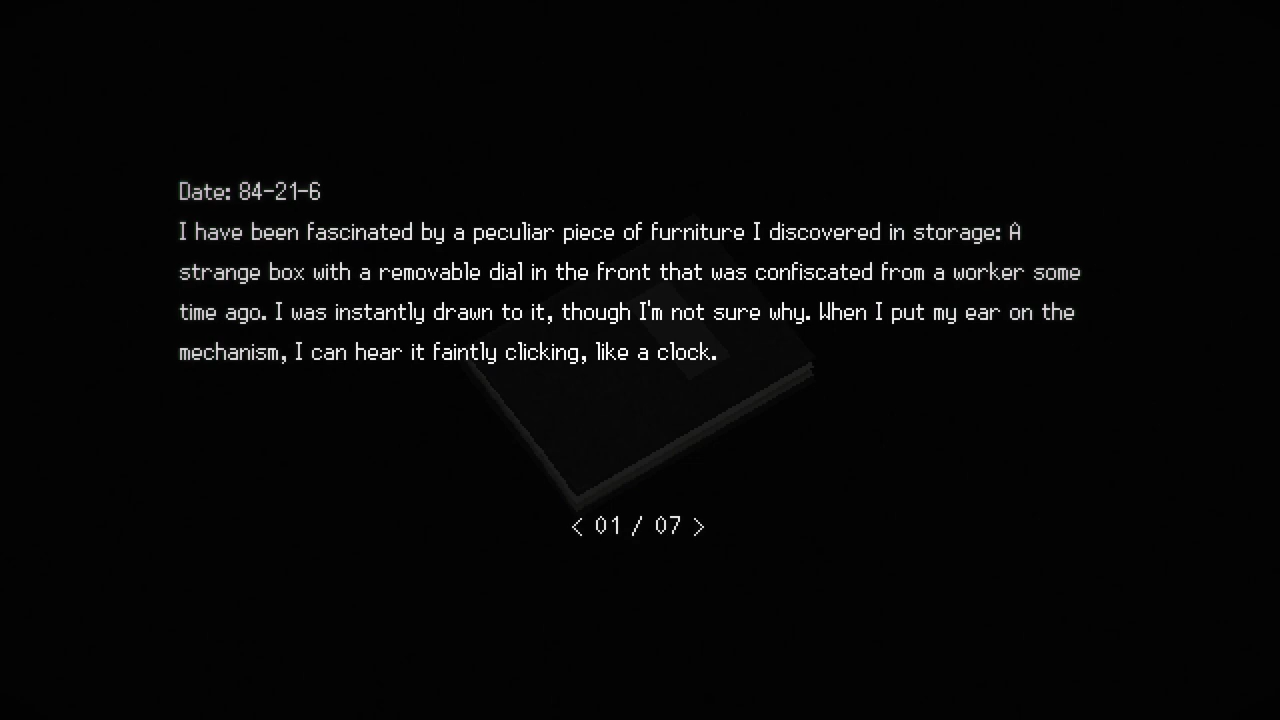 Date: 84-21-6
I have been fascinated by a peculiar piece of furniture I discovered in storage: A
strange box with a removable dial in the front that was confiscated from a worker some
time ago. I was instantly drawn to it, though I'm not sure why. When I put my ear on the
mechanism, I can hear it faintly clicking, like a clock.
< 01 / 07 >